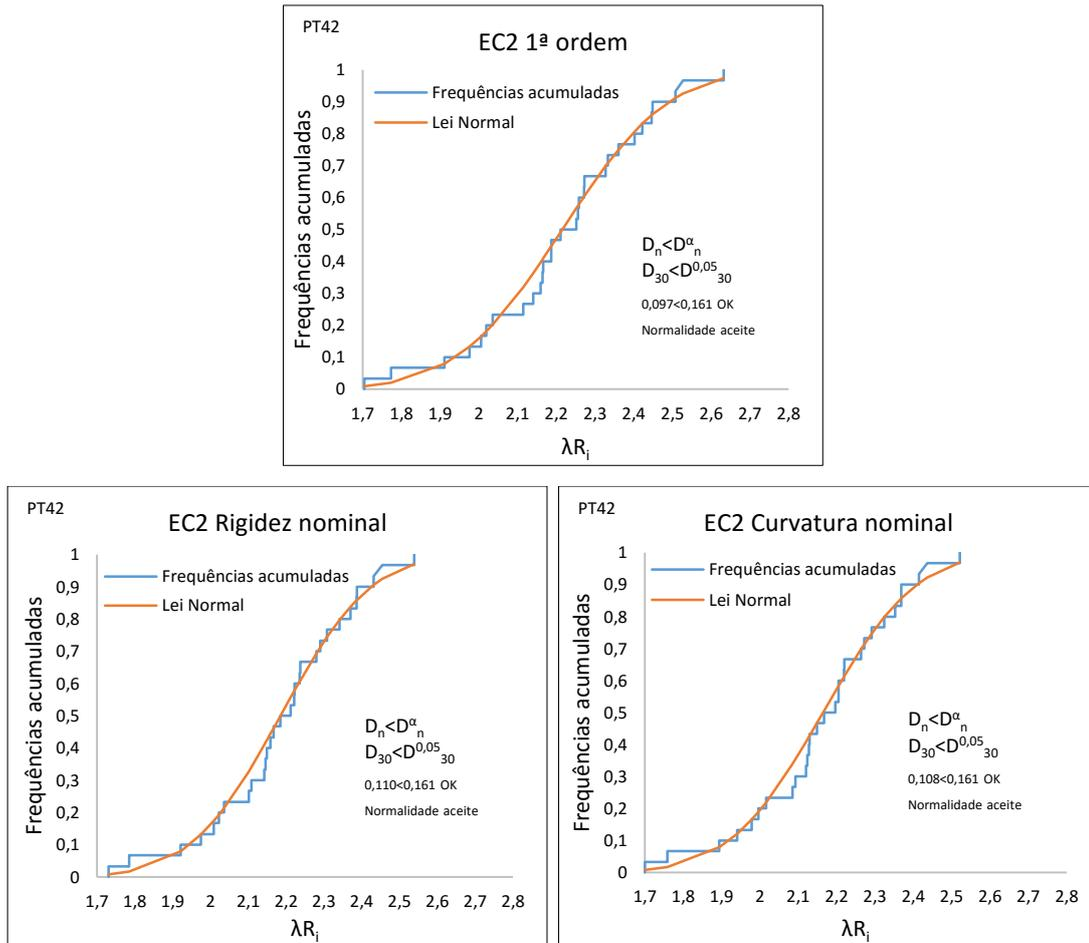 PT42
EC2 1ª ordem
Frequências acumuladas
1
0,9
0,8
0,7
0,6
0,5
0,4
0,3
0,2
0,1
0
Frequências acumuladas
Lei Normal
Dn<Dαn
D30<D0,0530
0,097<0,161 OK
Normalidade aceite
1,7 1,8 1,9 2 2,1 2,2 2,3 2,4 2,5 2,6 2,7 2,8
λRi
PT42
EC2 Rigidez nominal
Frequências acumuladas
1
0,9
0,8
0,7
0,6
0,5
0,4
0,3
0,2
0,1
0
Frequências acumuladas
Lei Normal
Dn<Dαn
D30<D0,0530
0,110<0,161 OK
Normalidade aceite
1,7 1,8 1,9 2 2,1 2,2 2,3 2,4 2,5 2,6 2,7 2,8
λRi
PT42
EC2 Curvatura nominal
Frequências acumuladas
1
0,9
0,8
0,7
0,6
0,5
0,4
0,3
0,2
0,1
0
Frequências acumuladas
Lei Normal
Dn<Dαn
D30<D0,0530
0,108<0,161 OK
Normalidade aceite
1,7 1,8 1,9 2 2,1 2,2 2,3 2,4 2,5 2,6 2,7 2,8
λRi